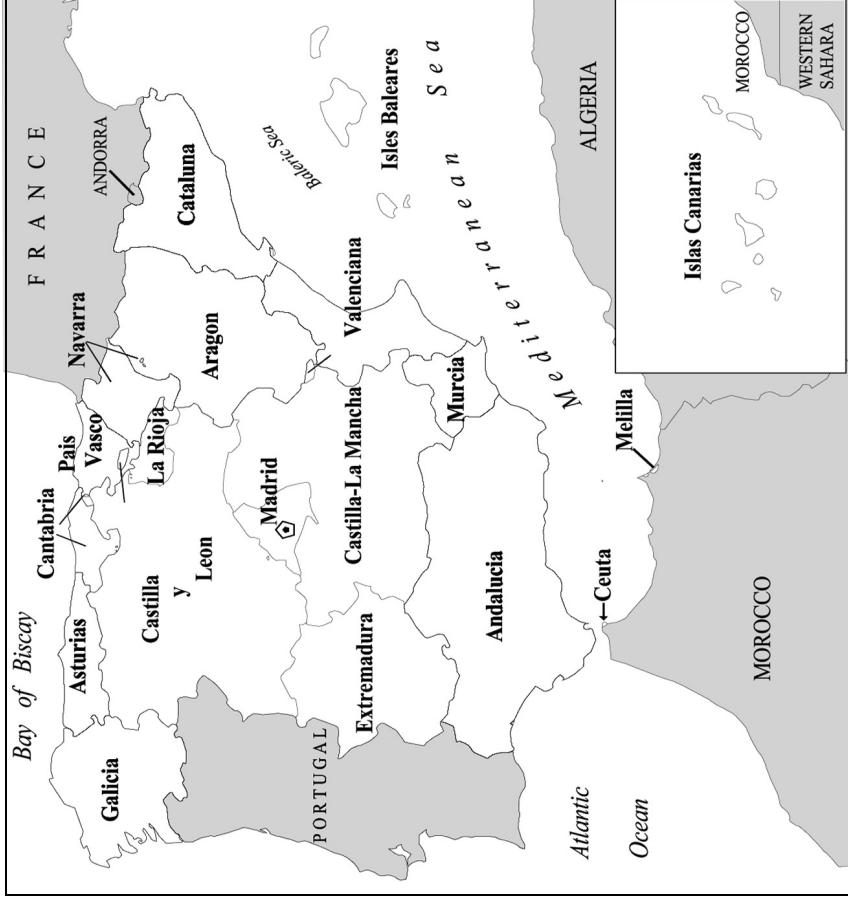 Bay of Biscay
FRANCE
ANDORRA
Galicia
Asturias
Cantabria
Pais
Vasco
Navarra
La Rioja
Aragon
Cataluna
Castilla
y
Leon
Madrid
PORTUGAL
Extremadura
Castilla-La Mancha
Valenciana
Baleric Sea
Isles Baleares
Murcia
Andalucia
Mediterranean Sea
Atlantic
Ocean
←Ceuta
Melilla
ALGERIA
MOROCCO
Islas Canarias
MOROCCO
WESTERN
SAHARA